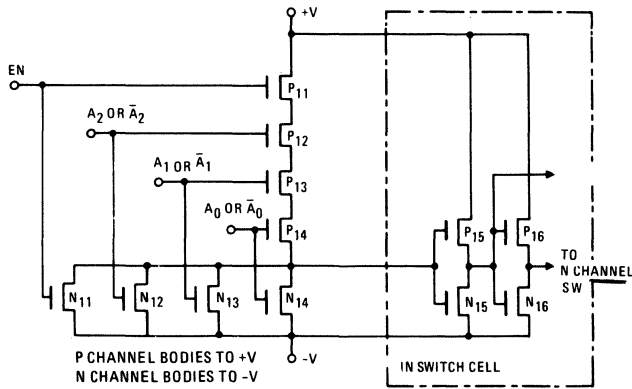 +V
EN
P11
A2 OR Ā2
P12
A1 OR Ā1
P13
A0 OR Ā0
P14
P15
P16
TO
N CHANNEL
SW
N11
N12
N13
N14
N15
N16
P CHANNEL BODIES TO +V
N CHANNEL BODIES TO -V
-V
IN SWITCH CELL